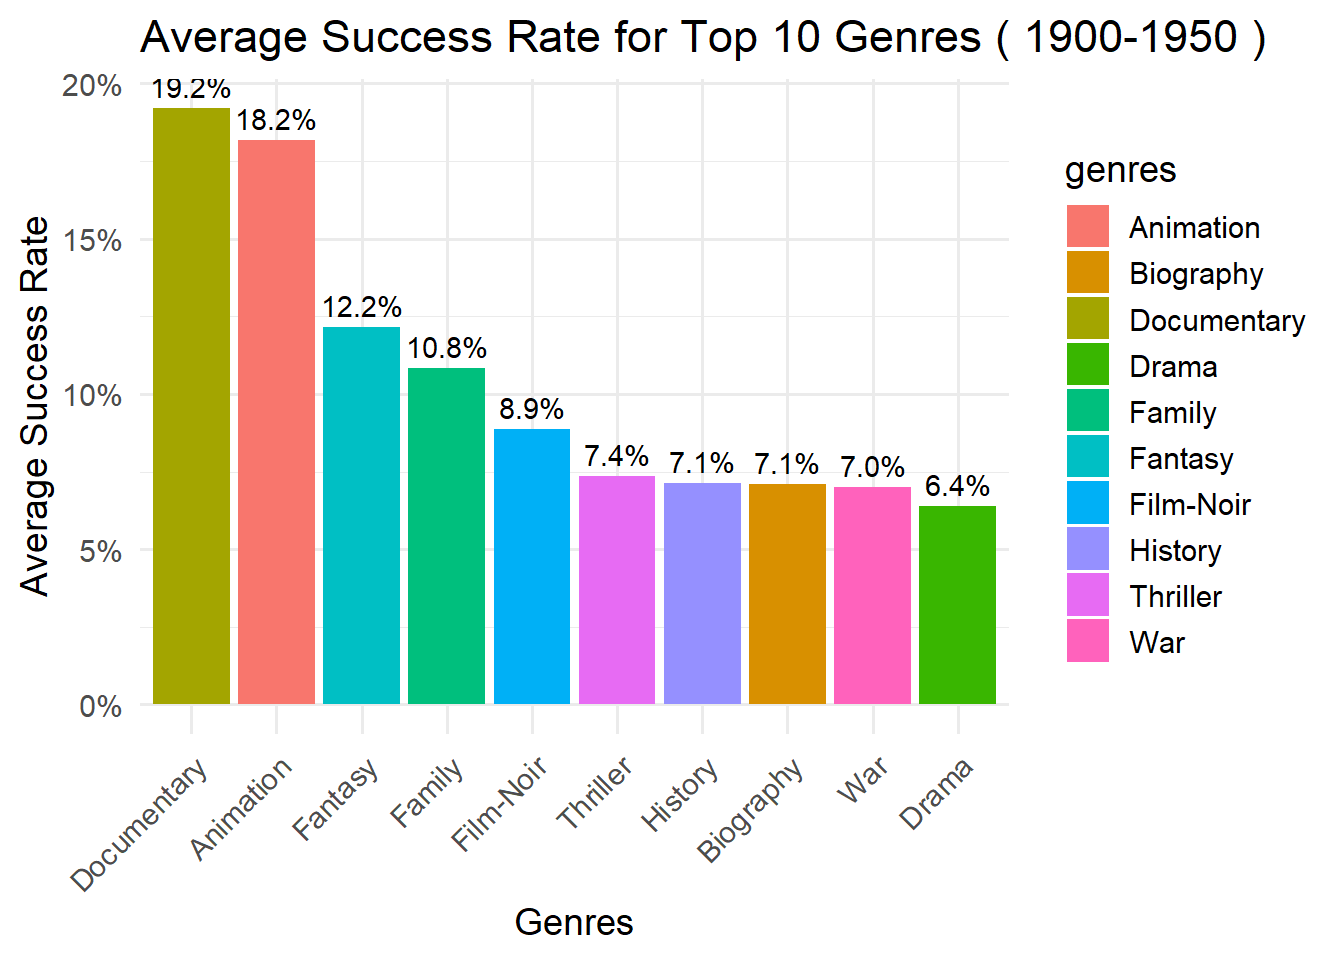 Average Success Rate for Top 10 Genres ( 1900-1950 )
Average Success Rate
20%
15%
10%
5%
0%
19.2%
18.2%
12.2%
10.8%
8.9%
7.4%
7.1%
7.1%
7.0%
6.4%
Documentary
Animation
Fantasy
Family
Film-Noir
Thriller
History
Biography
War
Drama
Genres
genres
Animation
Biography
Documentary
Drama
Family
Fantasy
Film-Noir
History
Thriller
War